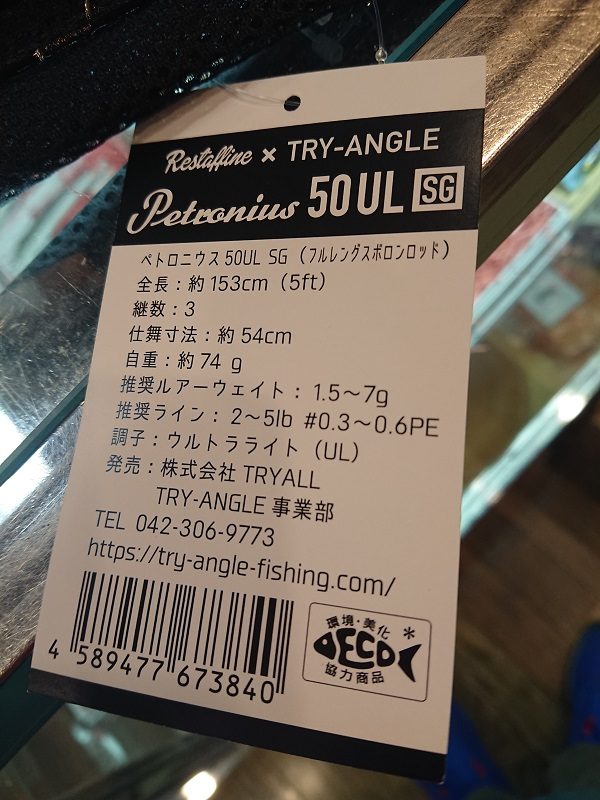 Restaffine × TRY-ANGLE
Petronius 50UL SG
ペトロニウス 50UL SG (フルレングスボロンロッド)
全長：約 153cm（5ft）
継数：3
仕舞寸法：約 54cm
自重：約 74 g
推奨ルアーウェイト：1.5～7g
推奨ライン：2～5lb #0.3～0.6PE
調子：ウルトラライト（UL）
発売：株式会社 TRYALL
TRY-ANGLE 事業部
TEL 042-306-9773
https://try-angle-fishing.com/
4 589477 673840
環境・美化
ECO
*
協力商品